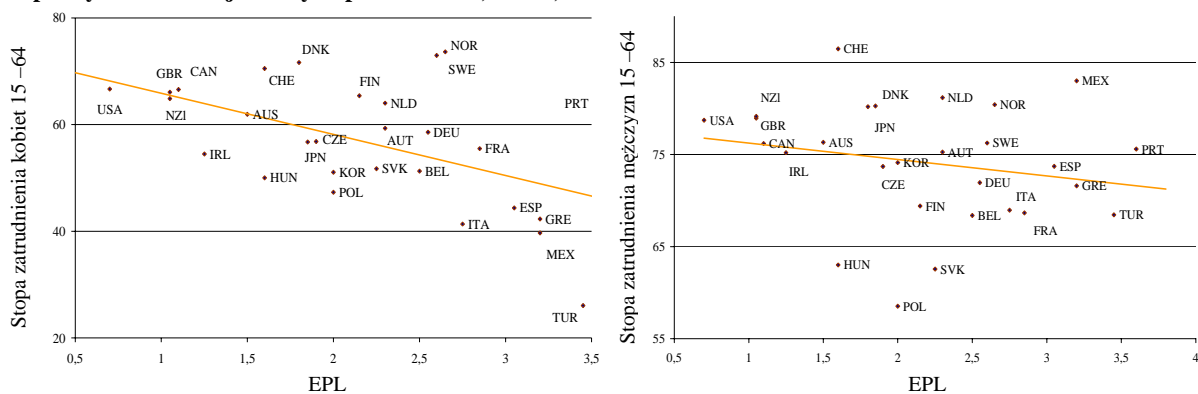 80
60
40
20
0,5 1 1,5 2 2,5 3 3,5
Stopa zatrudnienia kobiet 15 –64
EPL
USA
GBR
CAN
NZl
IRL
CHE
DNK
AUS
HUN
JPN
CZE
KOR
POL
FIN
NLD
AUT
SVK
DEU
BEL
NOR
SWE
FRA
ITA
ESP
GRE
MEX
TUR
PRT
85
75
65
55
0,5 1 1,5 2 2,5 3 3,5 4
Stopa zatrudnienia mężczyzn 15 –64
EPL
USA
NZl
GBR
CAN
IRL
CHE
AUS
HUN
DNK
JPN
CZE
KOR
POL
FIN
NLD
AUT
SVK
NOR
SWE
DEU
BEL
ITA
FRA
MEX
ESP
GRE
PRT
TUR